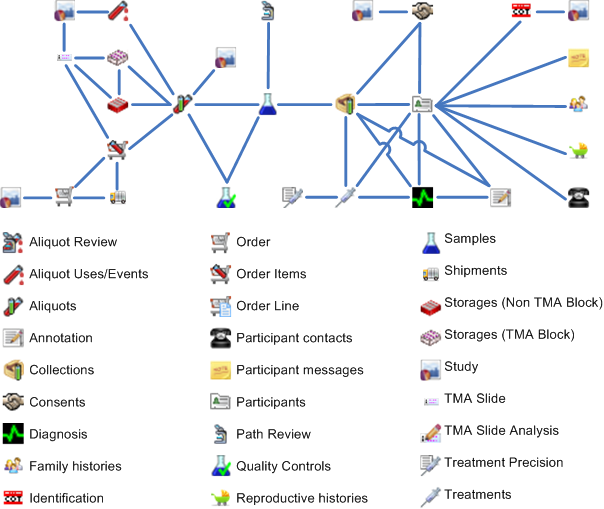 Aliquot Review
Aliquot Uses/Events
Aliquots
Annotation
Collections
Consents
Diagnosis
Family histories
Identification
Order
Order Items
Order Line
Participant contacts
Participant messages
Participants
Path Review
Quality Controls
Reproductive histories
Samples
Shipments
Storages (Non TMA Block)
Storages (TMA Block)
Study
TMA Slide
TMA Slide Analysis
Treatment Precision
Treatments